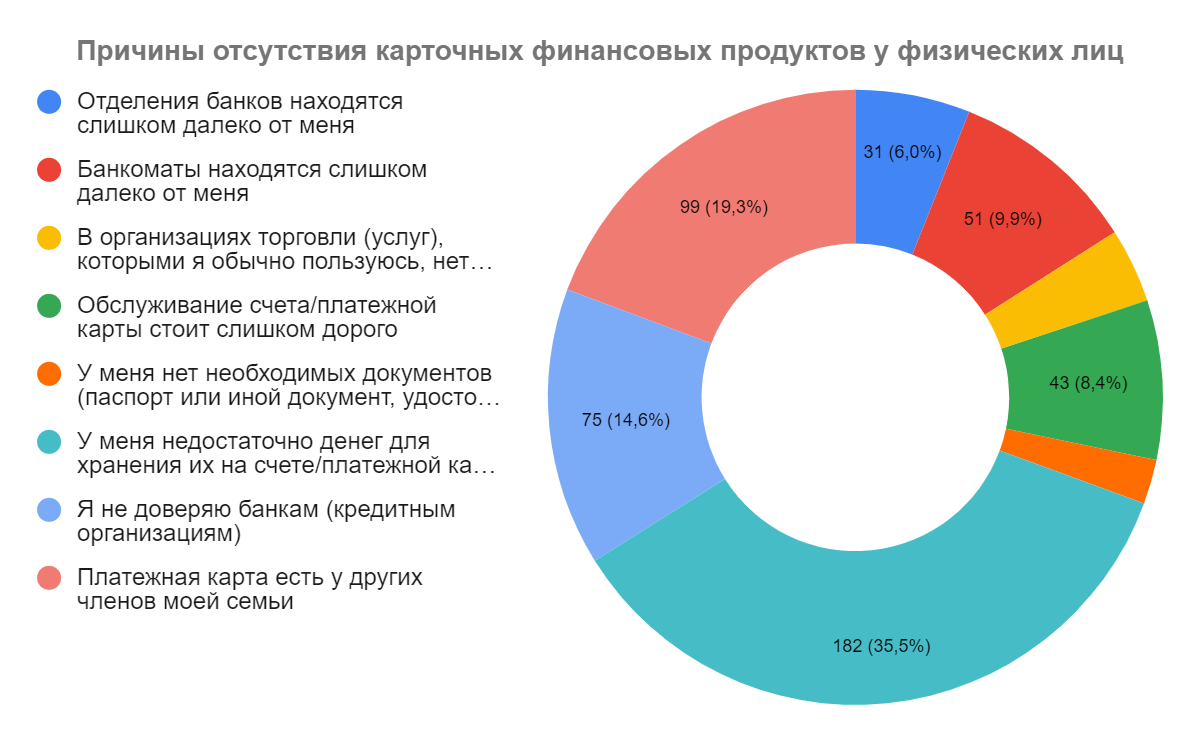 Причины отсутствия карточных финансовых продуктов у физических лиц
Отделения банков находятся
слишком далеко от меня
Банкоматы находятся слишком
далеко от меня
В организациях торговли (услуг),
которыми я обычно пользуюсь, нет…
Обслуживание счета/платежной
карты стоит слишком дорого
У меня нет необходимых документов
(паспорт или иной документ, удосто…
У меня недостаточно денег для
хранения их на счете/платежной ка…
Я не доверяю банкам (кредитным
организациям)
Платежная карта есть у других
членов моей семьи
31 (6,0%)
51 (9,9%)
43 (8,4%)
182 (35,5%)
75 (14,6%)
99 (19,3%)